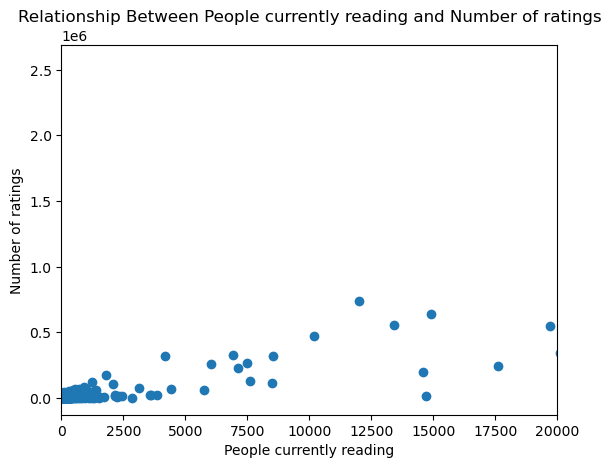 Relationship Between People currently reading and Number of ratings
1e6
2.5
2.0
1.5
1.0
0.5
0.0
Number of ratings
0 2500 5000 7500 10000 12500 15000 17500 20000
People currently reading